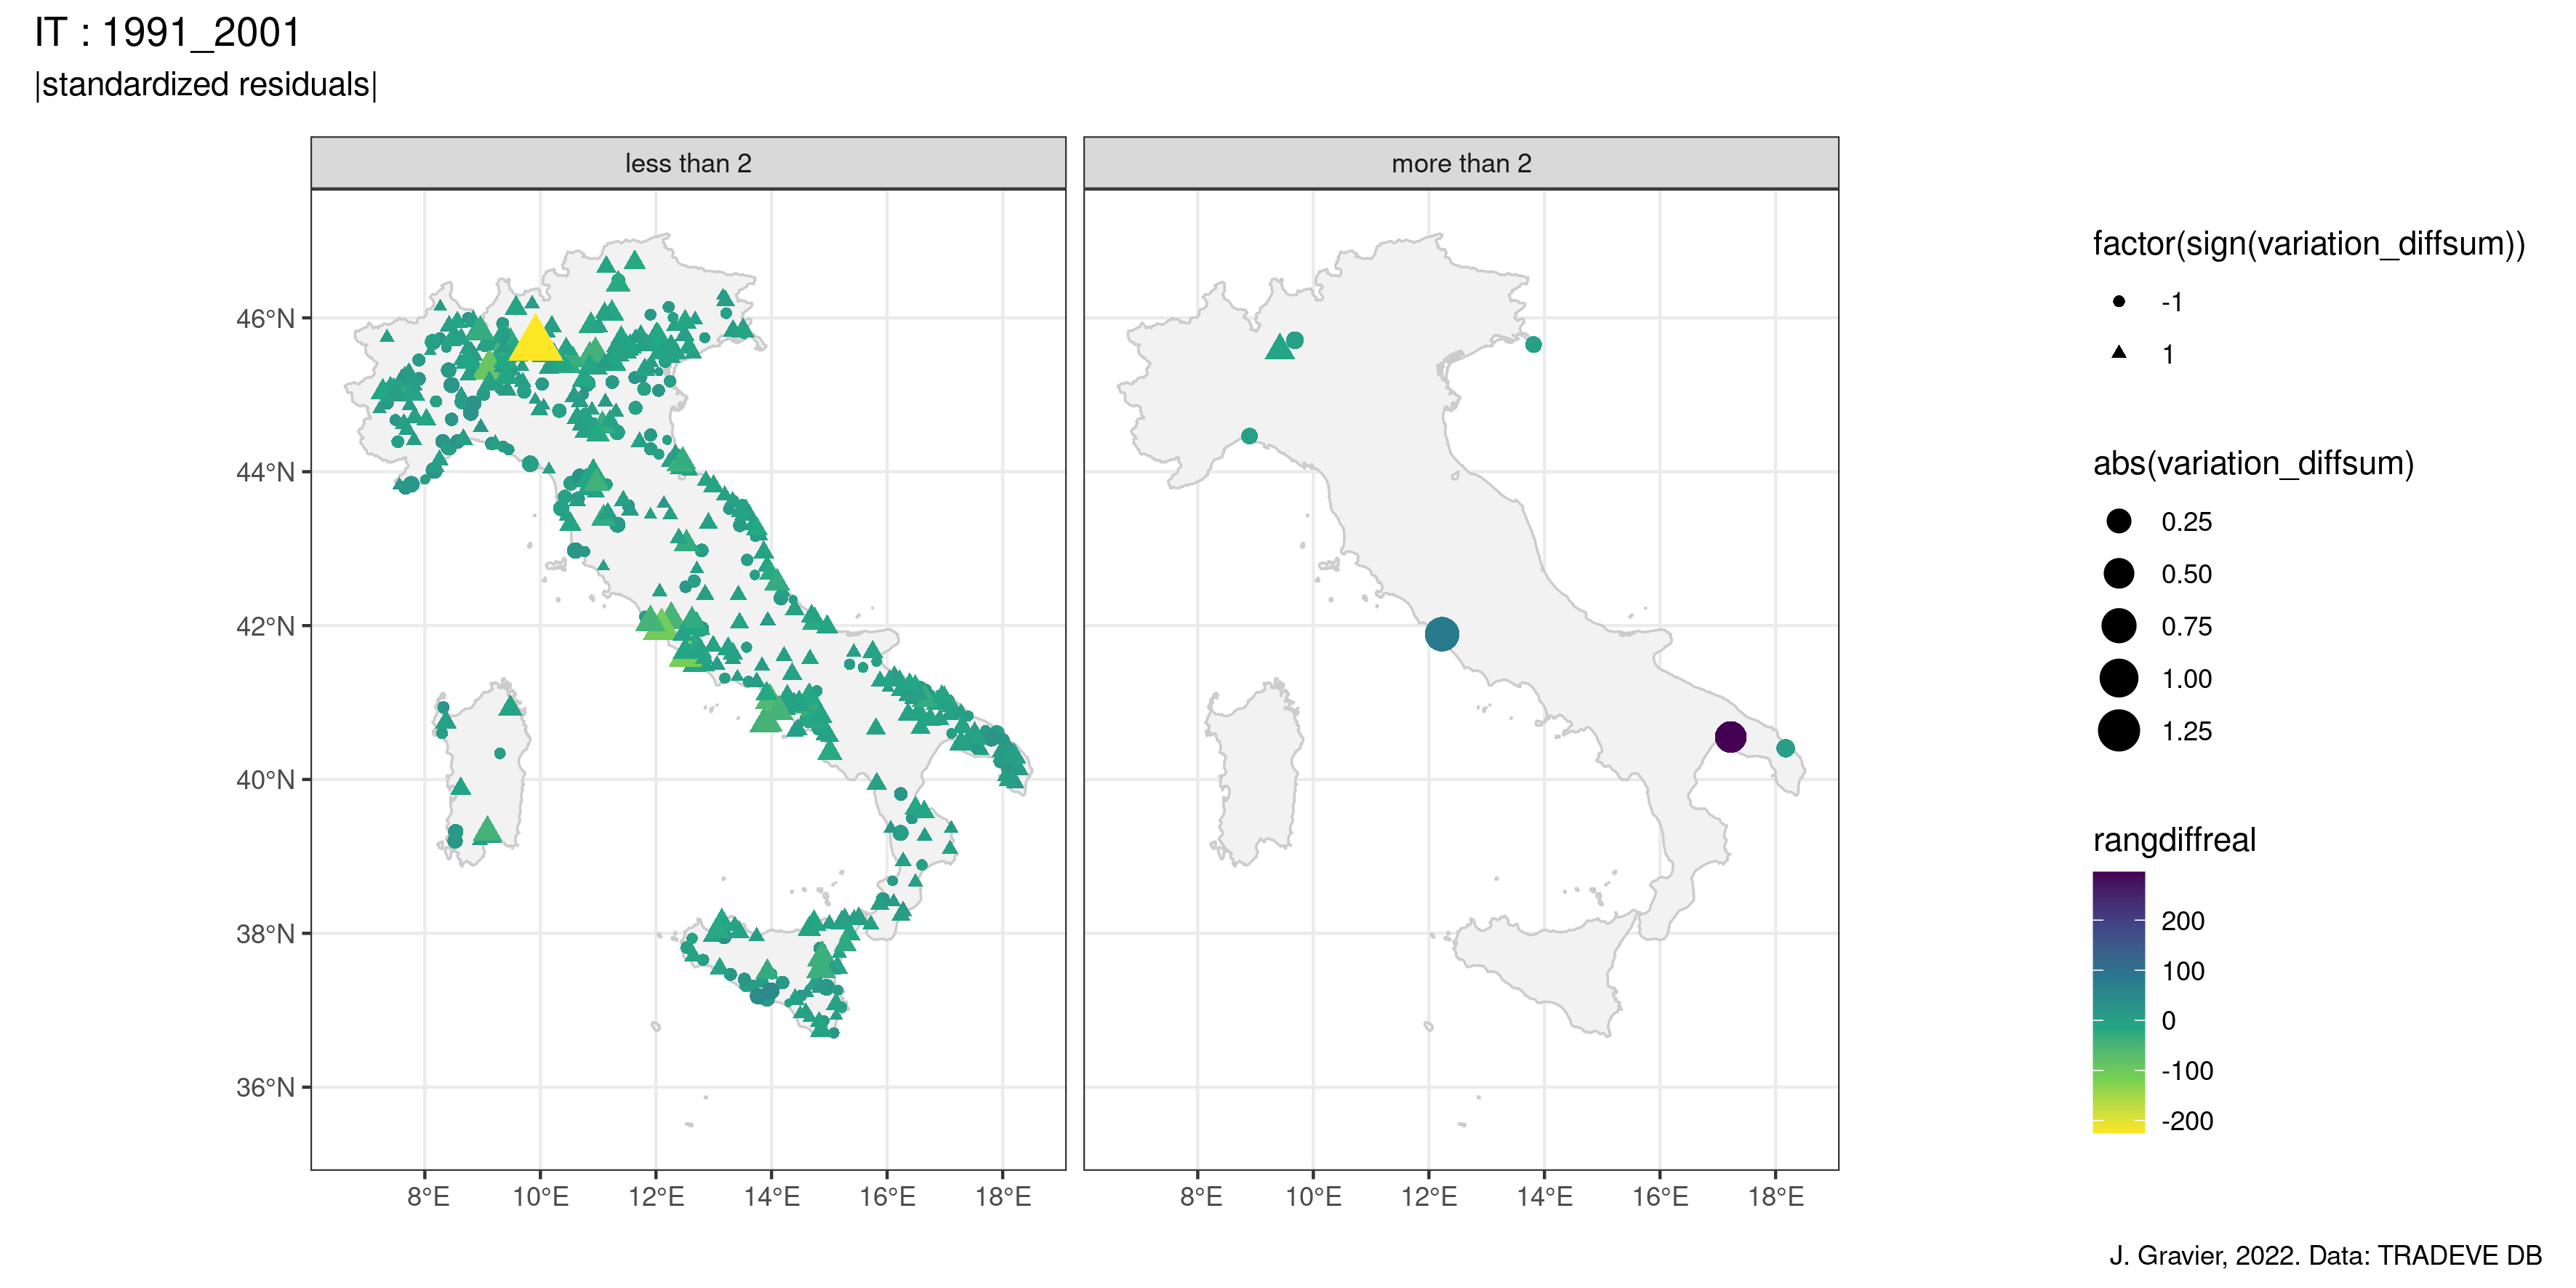 IT : 1991_2001
|standardized residuals|
less than 2
more than 2
46°N
44°N
42°N
40°N
38°N
36°N
8°E 10°E 12°E 14°E 16°E 18°E
8°E 10°E 12°E 14°E 16°E 18°E
factor(sign(variation_diffsum))
-1
1
abs(variation_diffsum)
0.25
0.50
0.75
1.00
1.25
rangdiffreal
200
100
0
-100
-200
J. Gravier, 2022. Data: TRADEVE DB